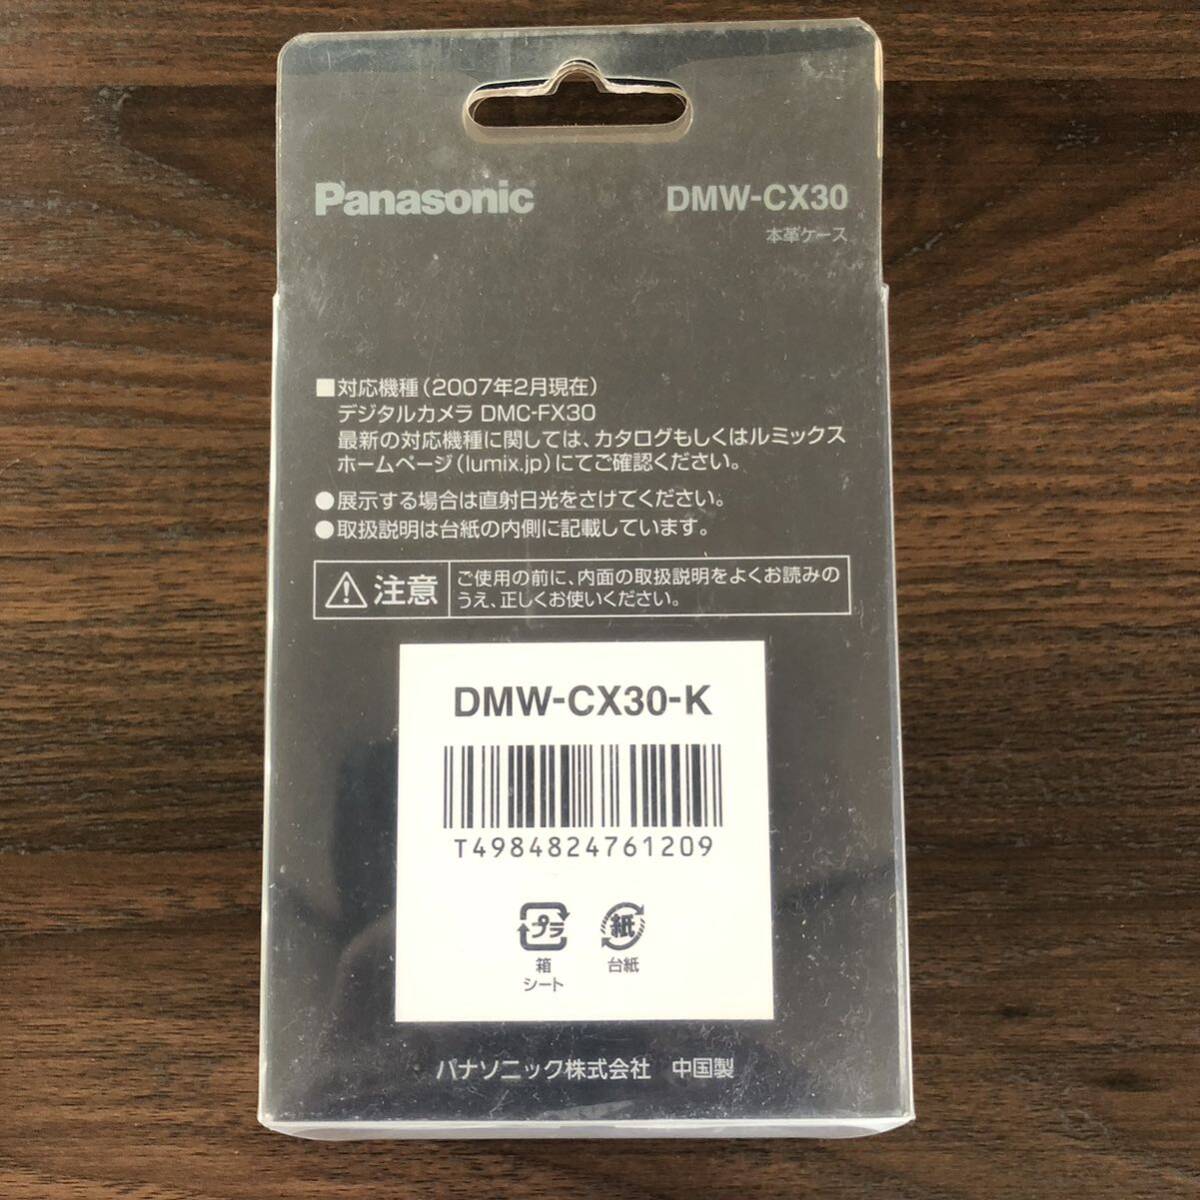 Panasonic
DMW-CX30
本革ケース
■対応機種(2007年2月現在)
デジタルカメラ DMC-FX30
最新の対応機種に関しては、カタログもしくはルミックス
ホームページ(lumix.jp)にてご確認ください。
●展示する場合は直射日光をさけてください。
●取扱説明は台紙の内側に記載しています。
注意
ご使用の前に、内面の取扱説明をよくお読みの
うえ、正しくお使いください。
DMW-CX30-K
T4984824761209
プラ
紙
箱
シート
台紙
パナソニック株式会社 中国製